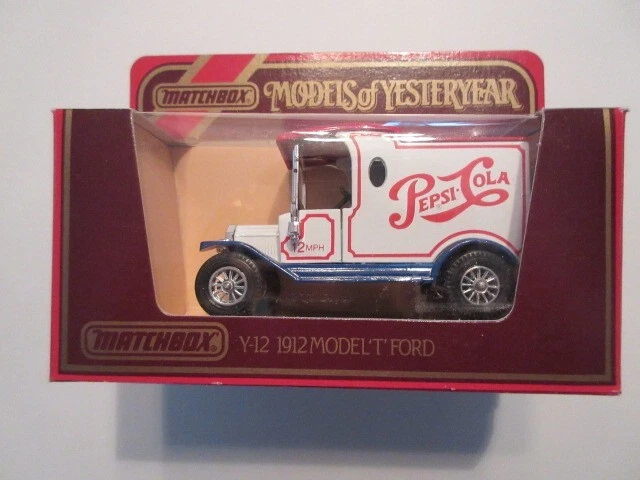 MATCHBOX
MODELS of YESTERYEAR
PEPSI·COLA
12 MPH
MATCHBOX
Y-12 1912 MODEL 'T' FORD